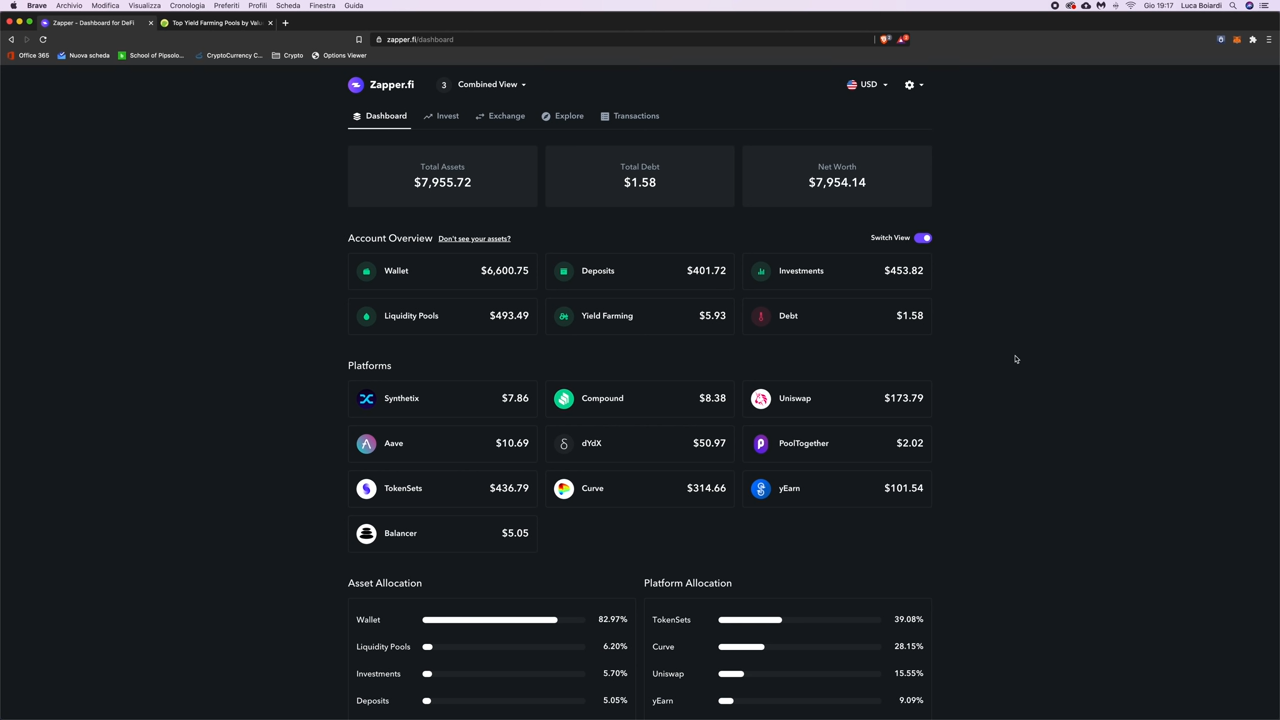 Brave Archivio Modifica Visualizza Cronologia Preferiti Profili Scheda Finestra Guida Gio 19:17 Luca Boiardi
Zapper - Dashboard for DeFi Top Yield Farming Pools by Valu
zapper.fi/dashboard
Office 365 Nuova scheda School of Pipsolo... CryptoCurrency C... Crypto Options Viewer
Zapper.fi 3 Combined View USD
Dashboard Invest Exchange Explore Transactions
Total Assets Total Debt Net Worth
$7,955.72 $1.58 $7,954.14
Account Overview Don't see your assets? Switch View
Wallet $6,600.75 Deposits $401.72 Investments $453.82
Liquidity Pools $493.49 Yield Farming $5.93 Debt $1.58
Platforms
Synthetix $7.86 Compound $8.38 Uniswap $173.79
Aave $10.69 dYdX $50.97 PoolTogether $2.02
TokenSets $436.79 Curve $314.66 yEarn $101.54
Balancer $5.05
Asset Allocation Platform Allocation
Wallet 82.97% TokenSets 39.08%
Liquidity Pools 6.20% Curve 28.15%
Investments 5.70% Uniswap 15.55%
Deposits 5.05% yEarn 9.09%